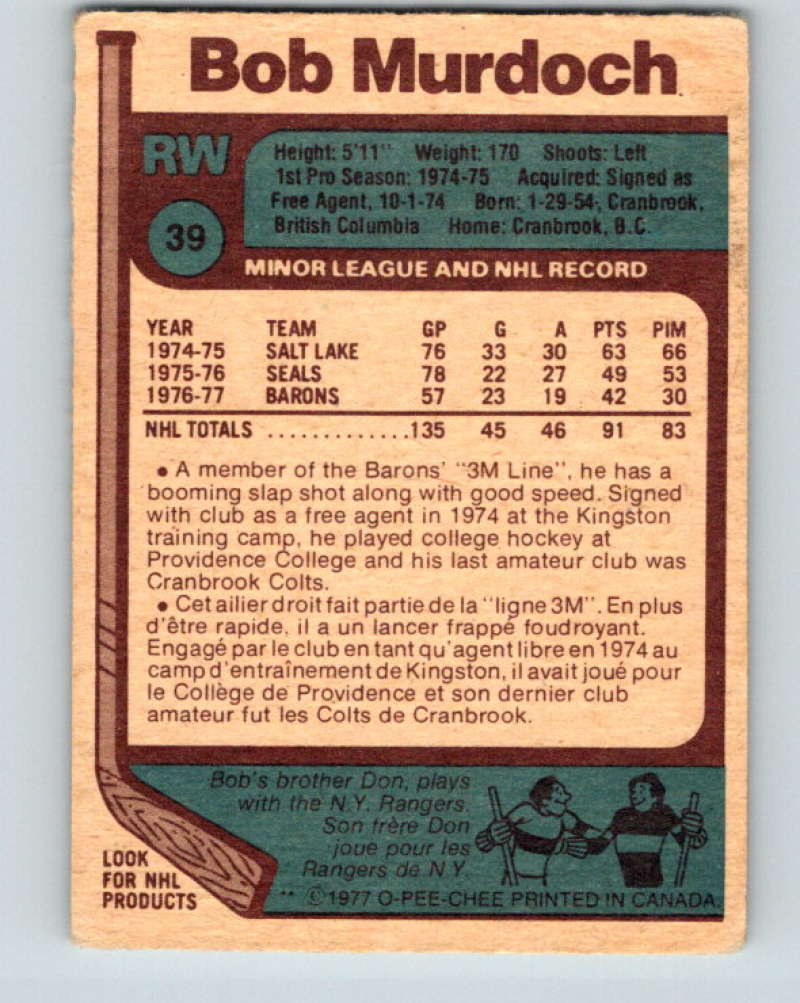 Bob Murdoch
RW
39
Height: 5'11" Weight: 170 Shoots: Left
1st Pro Season: 1974-75 Acquired: Signed as
Free Agent, 10-1-74 Born: 1-29-54, Cranbrook,
British Columbia Home: Cranbrook, B.C.
MINOR LEAGUE AND NHL RECORD
YEAR TEAM GP G A PTS PIM
1974-75 SALT LAKE 76 33 30 63 66
1975-76 SEALS 78 22 27 49 53
1976-77 BARONS 57 23 19 42 30
NHL TOTALS .............135 45 46 91 83
• A member of the Barons' "3M Line", he has a
booming slap shot along with good speed. Signed
with club as a free agent in 1974 at the Kingston
training camp, he played college hockey at
Providence College and his last amateur club was
Cranbrook Colts.
• Cet ailier droit fait partie de la "ligne 3M". En plus
d'être rapide, il a un lancer frappé foudroyant.
Engagé par le club en tant qu'agent libre en 1974 au
camp d'entraînement de Kingston, il avait joué pour
le Collège de Providence et son dernier club
amateur fut les Colts de Cranbrook.
Bob's brother Don, plays
with the N.Y. Rangers.
Son frère Don
joue pour les
Rangers de N.Y.
LOOK
FOR NHL
PRODUCTS
** ©1977 O-PEE-CHEE PRINTED IN CANADA.